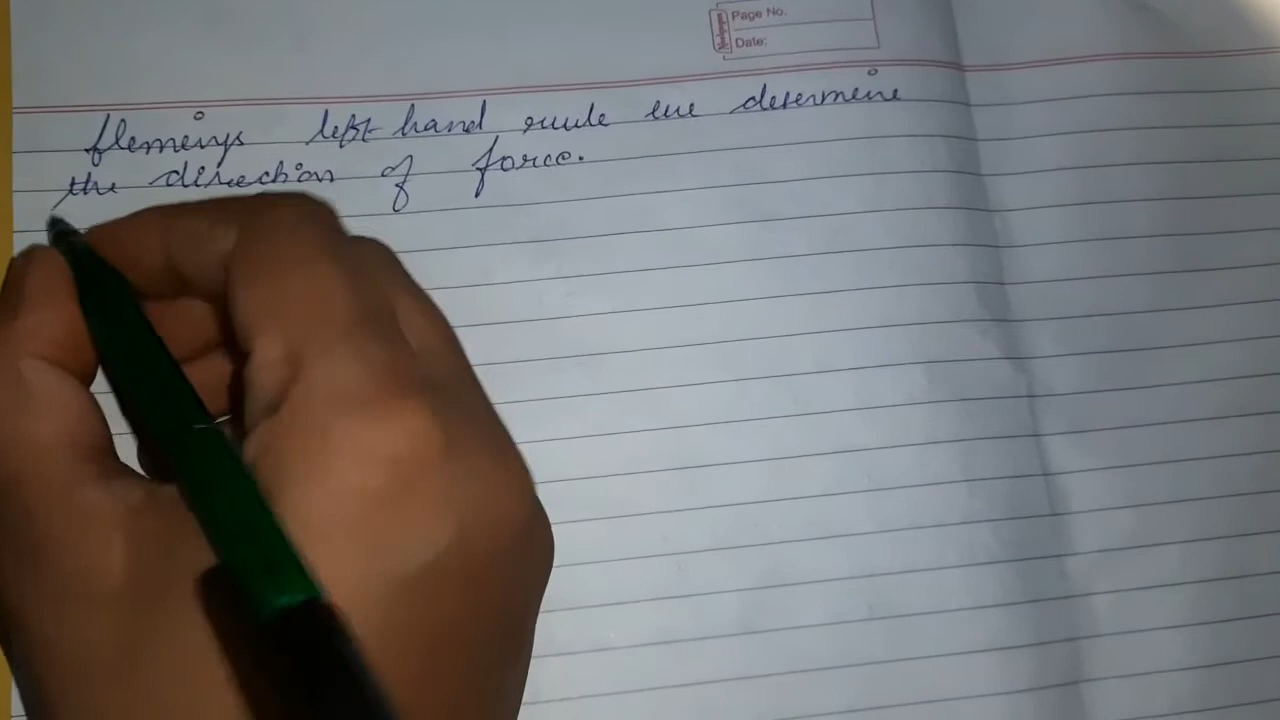 Page No.
Date:
flemings left hand rule we determine
the direction of force.